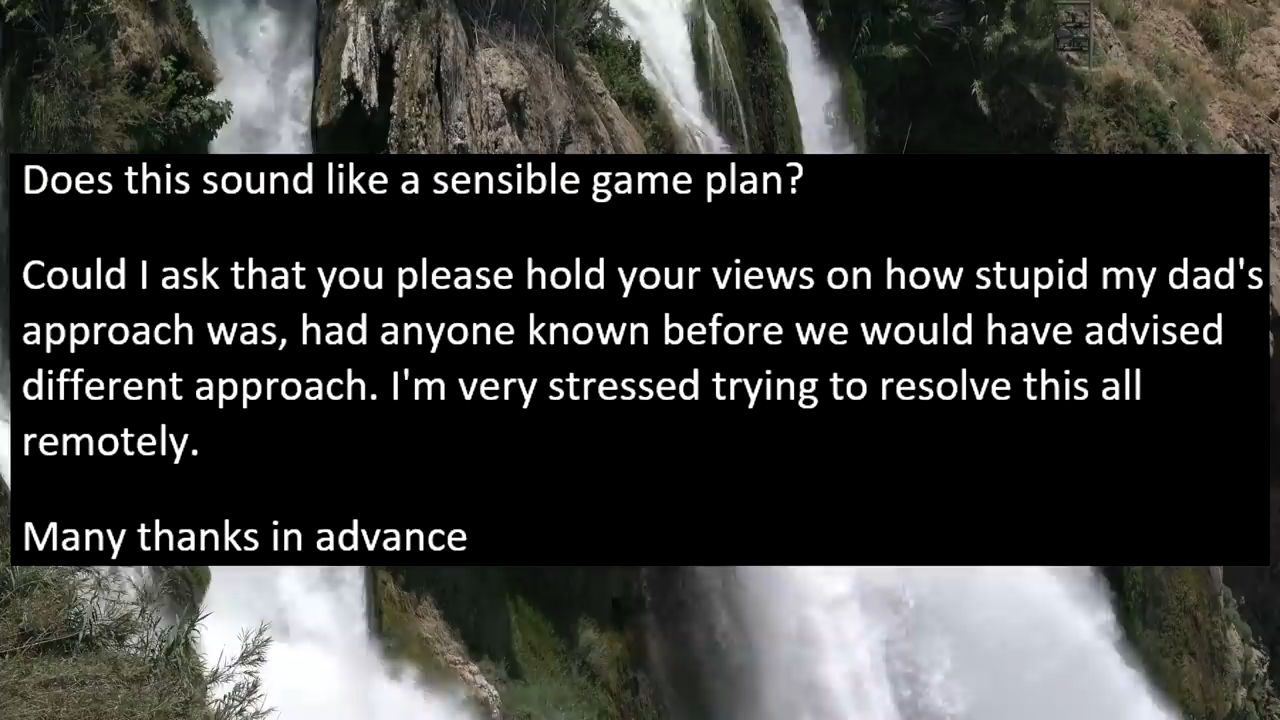 Does this sound like a sensible game plan?
Could I ask that you please hold your views on how stupid my dad's
approach was, had anyone known before we would have advised
different approach. I'm very stressed trying to resolve this all
remotely.
Many thanks in advance